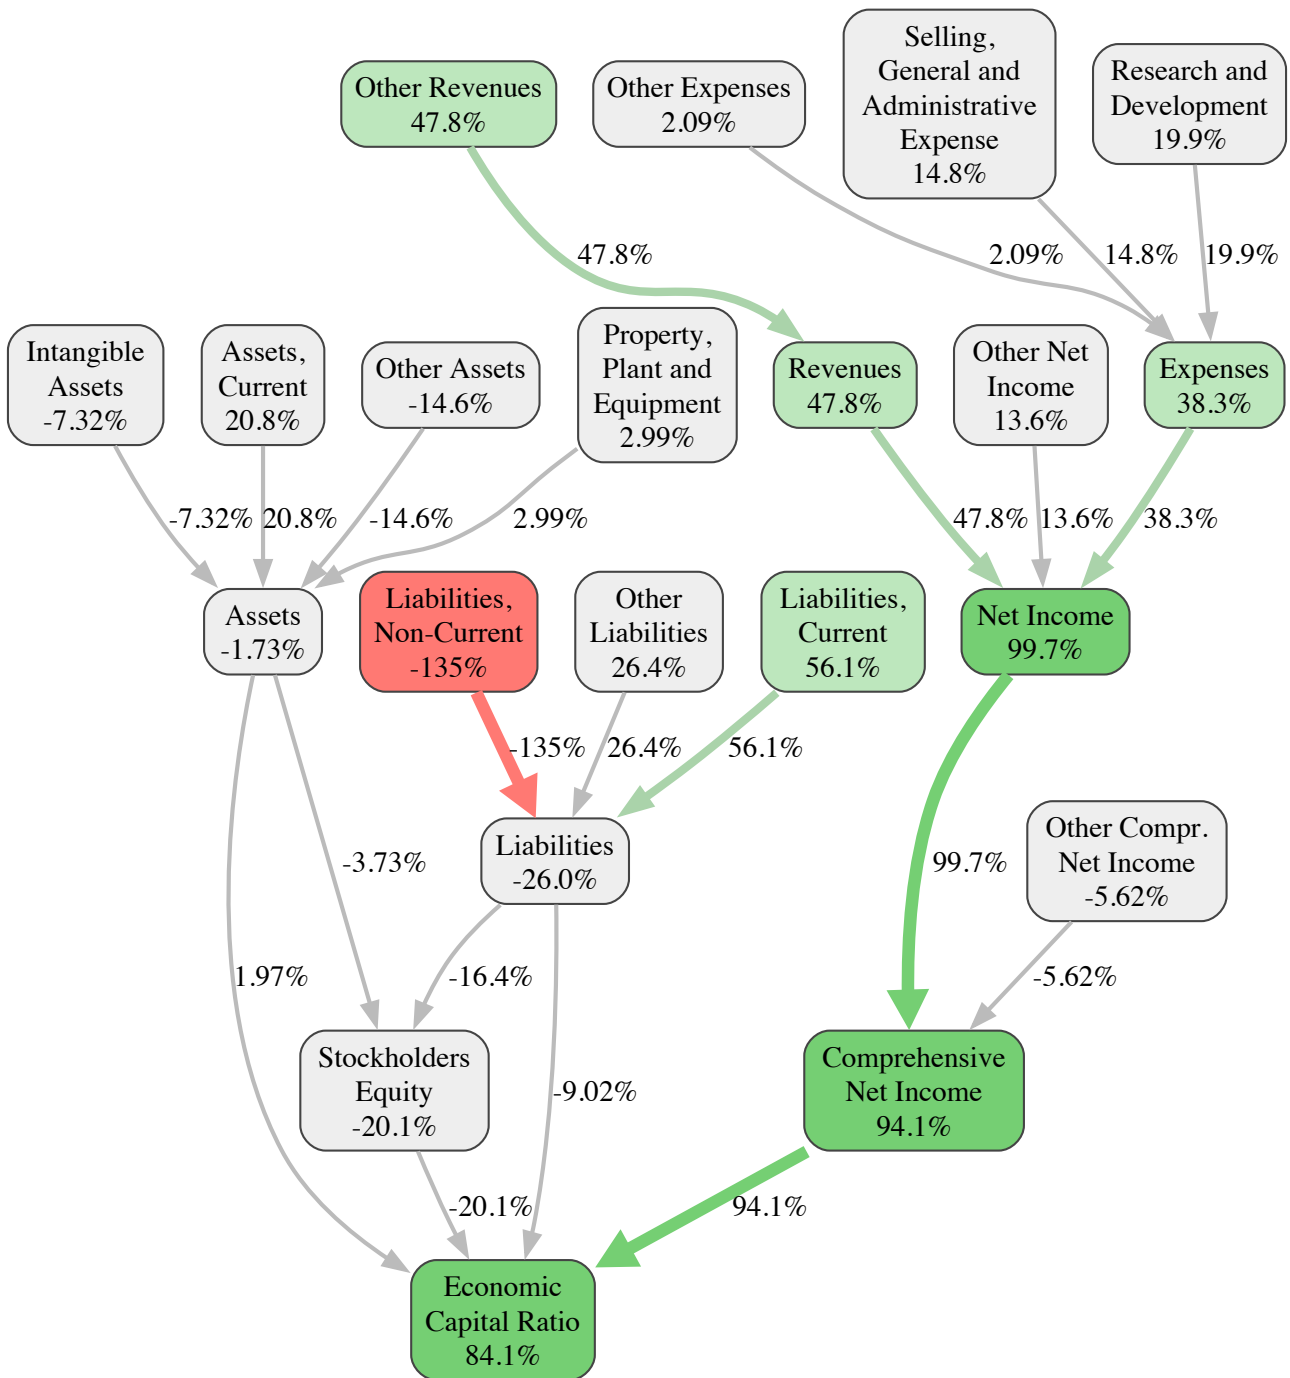 Other Revenues
47.8%
Other Expenses
2.09%
Selling,
General and
Administrative
Expense
14.8%
Research and
Development
19.9%
47.8%
2.09%
14.8%
19.9%
Intangible
Assets
-7.32%
Assets,
Current
20.8%
Other Assets
-14.6%
Property,
Plant and
Equipment
2.99%
Revenues
47.8%
Other Net
Income
13.6%
Expenses
38.3%
-7.32%
20.8%
-14.6%
2.99%
47.8%
13.6%
38.3%
Assets
-1.73%
Liabilities,
Non-Current
-135%
Other
Liabilities
26.4%
Liabilities,
Current
56.1%
Net Income
99.7%
-135%
26.4%
56.1%
Liabilities
-26.0%
-3.73%
99.7%
Other Compr.
Net Income
-5.62%
1.97%
-16.4%
-5.62%
Stockholders
Equity
-20.1%
-9.02%
Comprehensive
Net Income
94.1%
-20.1%
94.1%
Economic
Capital Ratio
84.1%